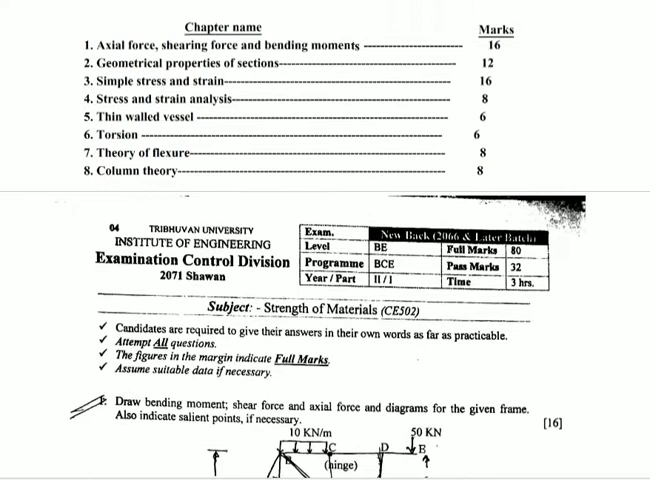 Chapter name Marks
1. Axial force, shearing force and bending moments ------------------------ 16
2. Geometrical properties of sections------------------------------------------- 12
3. Simple stress and strain------------------------------------------------------- 16
4. Stress and strain analysis----------------------------------------------------- 8
5. Thin walled vessel ------------------------------------------------------------ 6
6. Torsion ------------------------------------------------------------------------- 6
7. Theory of flexure-------------------------------------------------------------- 8
8. Column theory----------------------------------------------------------------- 8
04 TRIBHUVAN UNIVERSITY
INSTITUTE OF ENGINEERING
Examination Control Division
2071 Shawan
Exam. New Back (2066 & Later Batch)
Level BE Full Marks 80
Programme BCE Pass Marks 32
Year / Part II / I Time 3 hrs.
Subject: - Strength of Materials (CE502)
✓ Candidates are required to give their answers in their own words as far as practicable.
✓ Attempt All questions.
✓ The figures in the margin indicate Full Marks.
✓ Assume suitable data if necessary.
1. Draw bending moment; shear force and axial force and diagrams for the given frame.
Also indicate salient points, if necessary. [16]
10 KN/m 50 KN
C D E
B (hinge)